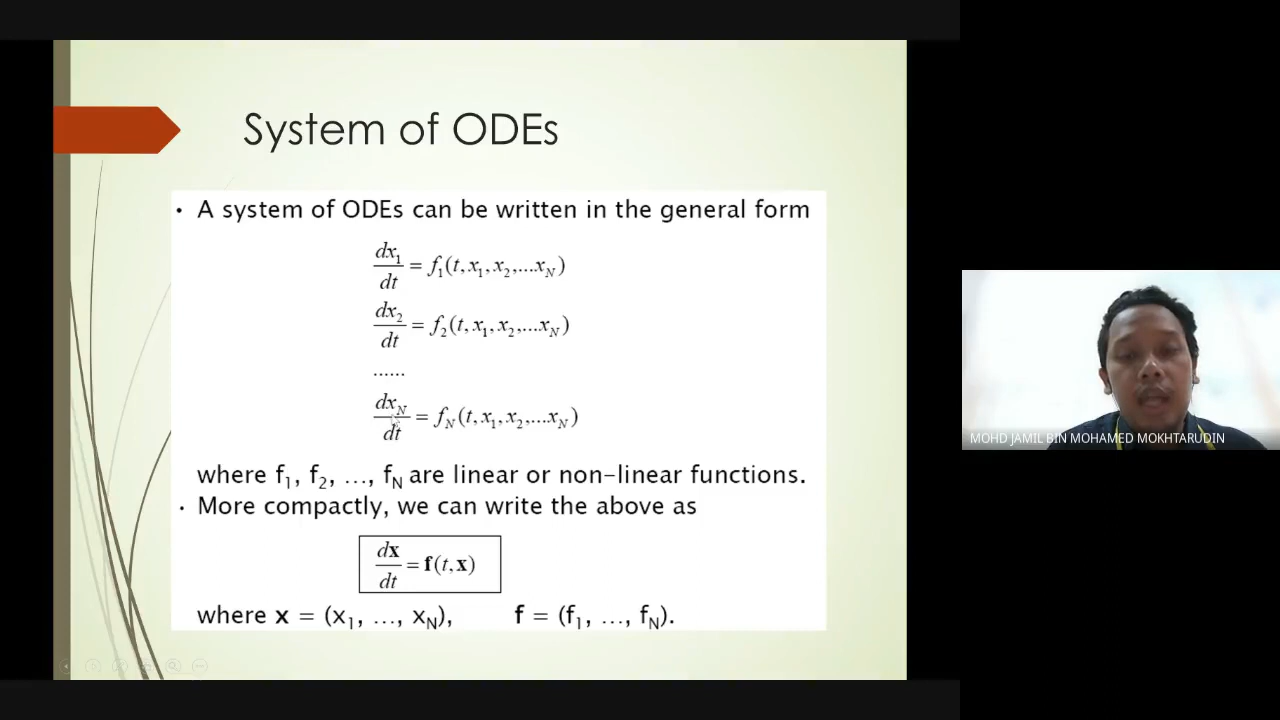 System of ODEs
• A system of ODEs can be written in the general form
dx₁/dt = f₁(t, x₁, x₂,...x_N)
dx₂/dt = f₂(t, x₁, x₂,...x_N)
......
dx_N/dt = f_N(t, x₁, x₂,...x_N)
where f₁, f₂, ..., f_N are linear or non-linear functions.
• More compactly, we can write the above as
dx/dt = f(t, x)
where x = (x₁, ..., x_N), f = (f₁, ..., f_N).
MOHD JAMIL BIN MOHAMED MOKHTARUDIN